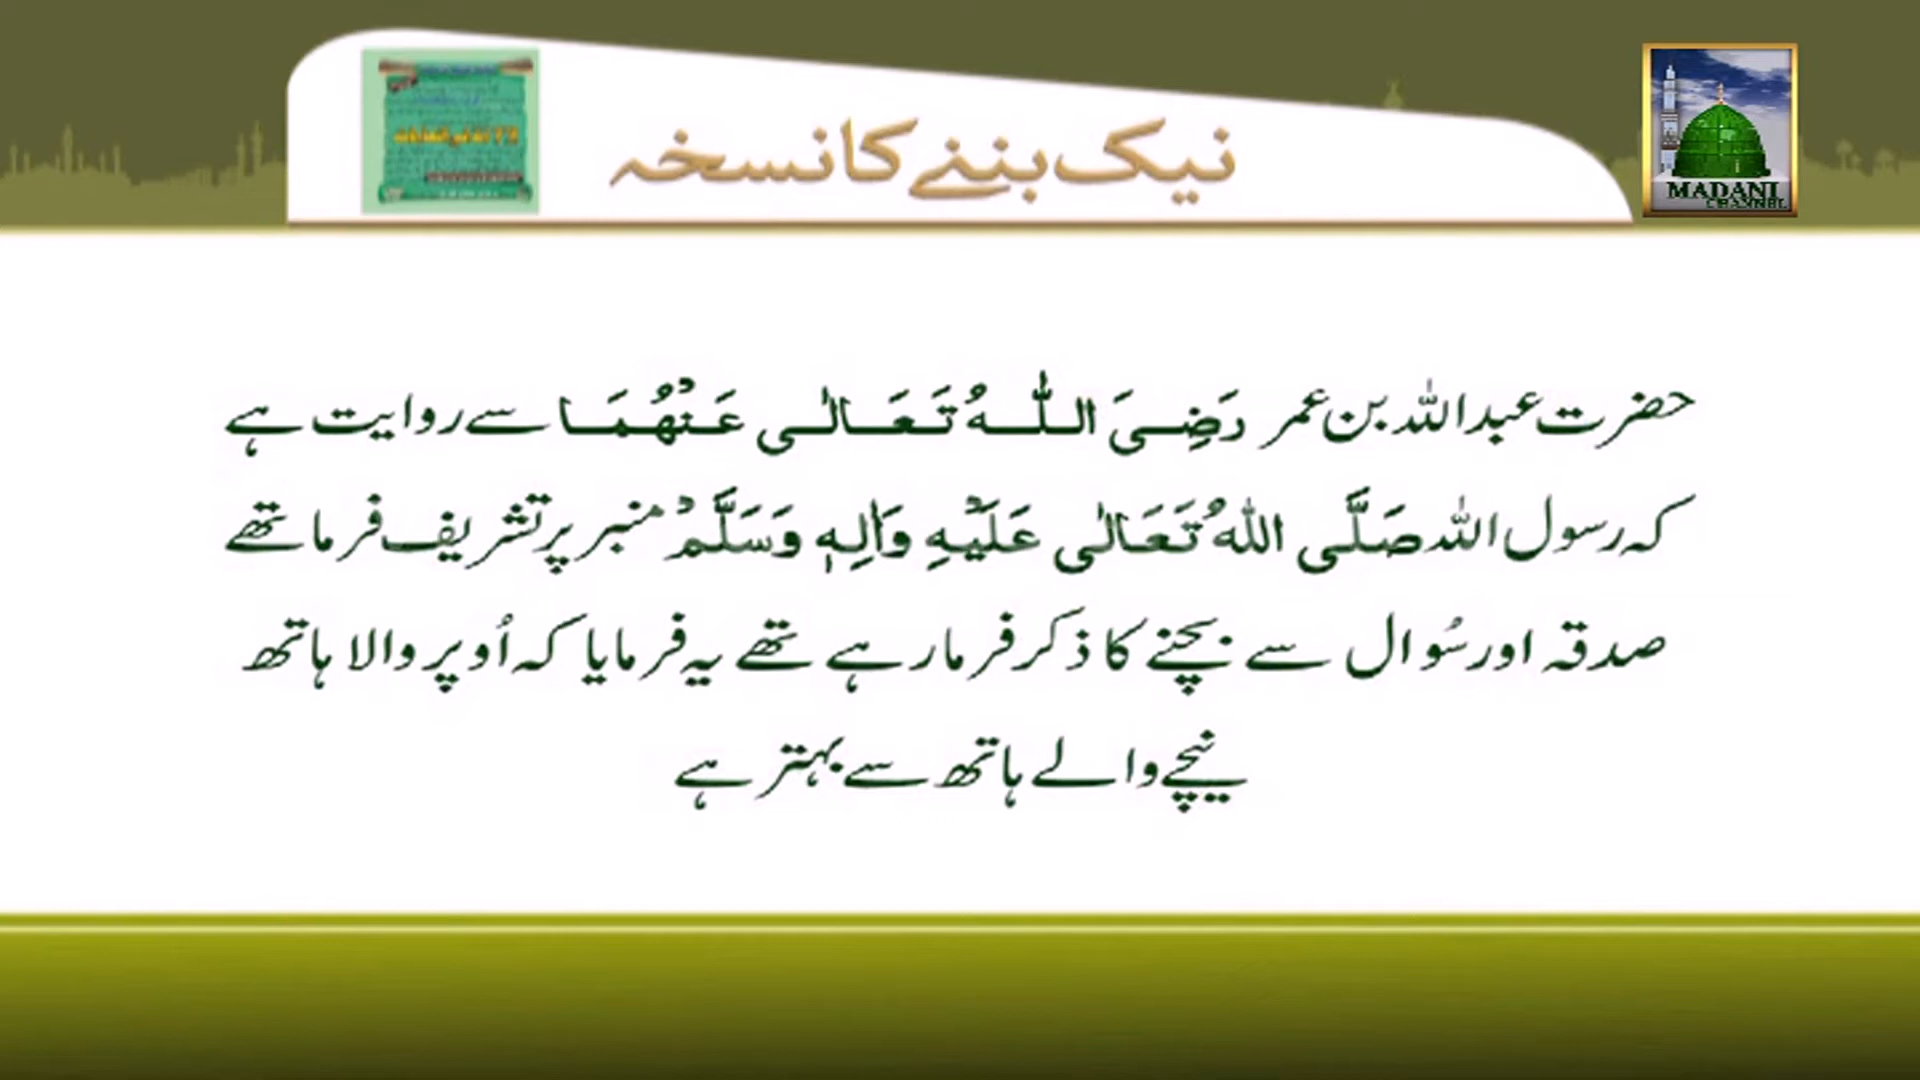 نیک بننے کا نسخہ
MADANI
CHANNEL
حضرت عبداللہ بن عمر رَضِیَ اللّٰہُ تَعَالٰی عَنْہُمَا سے روایت ہے
کہ رسول اللہ صَلَّی اللّٰہُ تَعَالٰی عَلَیْہِ وَاٰلِہٖ وَسَلَّمْ منبر پر تشریف فرما تھے
صدقہ اور سُوال سے بچنے کا ذکر فرما رہے تھے یہ فرمایا کہ اُوپر والا ہاتھ
نیچے والے ہاتھ سے بہتر ہے